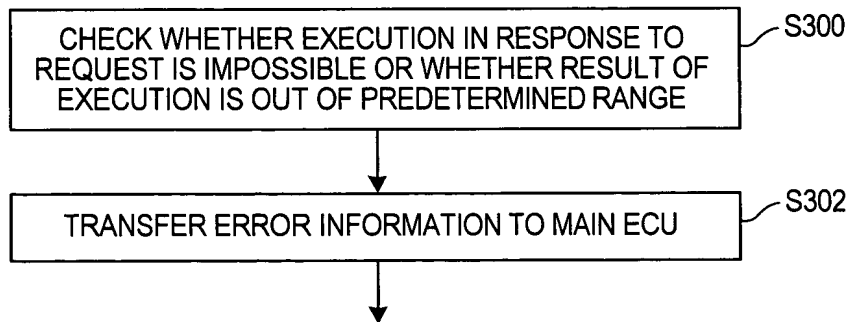 CHECK WHETHER EXECUTION IN RESPONSE TO
REQUEST IS IMPOSSIBLE OR WHETHER RESULT OF
EXECUTION IS OUT OF PREDETERMINED RANGE
S300
TRANSFER ERROR INFORMATION TO MAIN ECU
S302